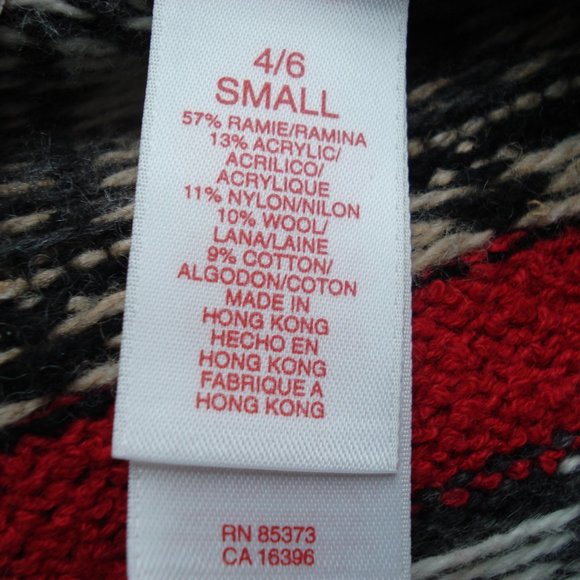 4/6
SMALL
57% RAMIE/RAMINA
13% ACRYLIC/
ACRILICO/
ACRYLIQUE
11% NYLON/NILON
10% WOOL/
LANA/LAINE
9% COTTON/
ALGODON/COTON
MADE IN
HONG KONG
HECHO EN
HONG KONG
FABRIQUE A
HONG KONG
RN 85373
CA 16396